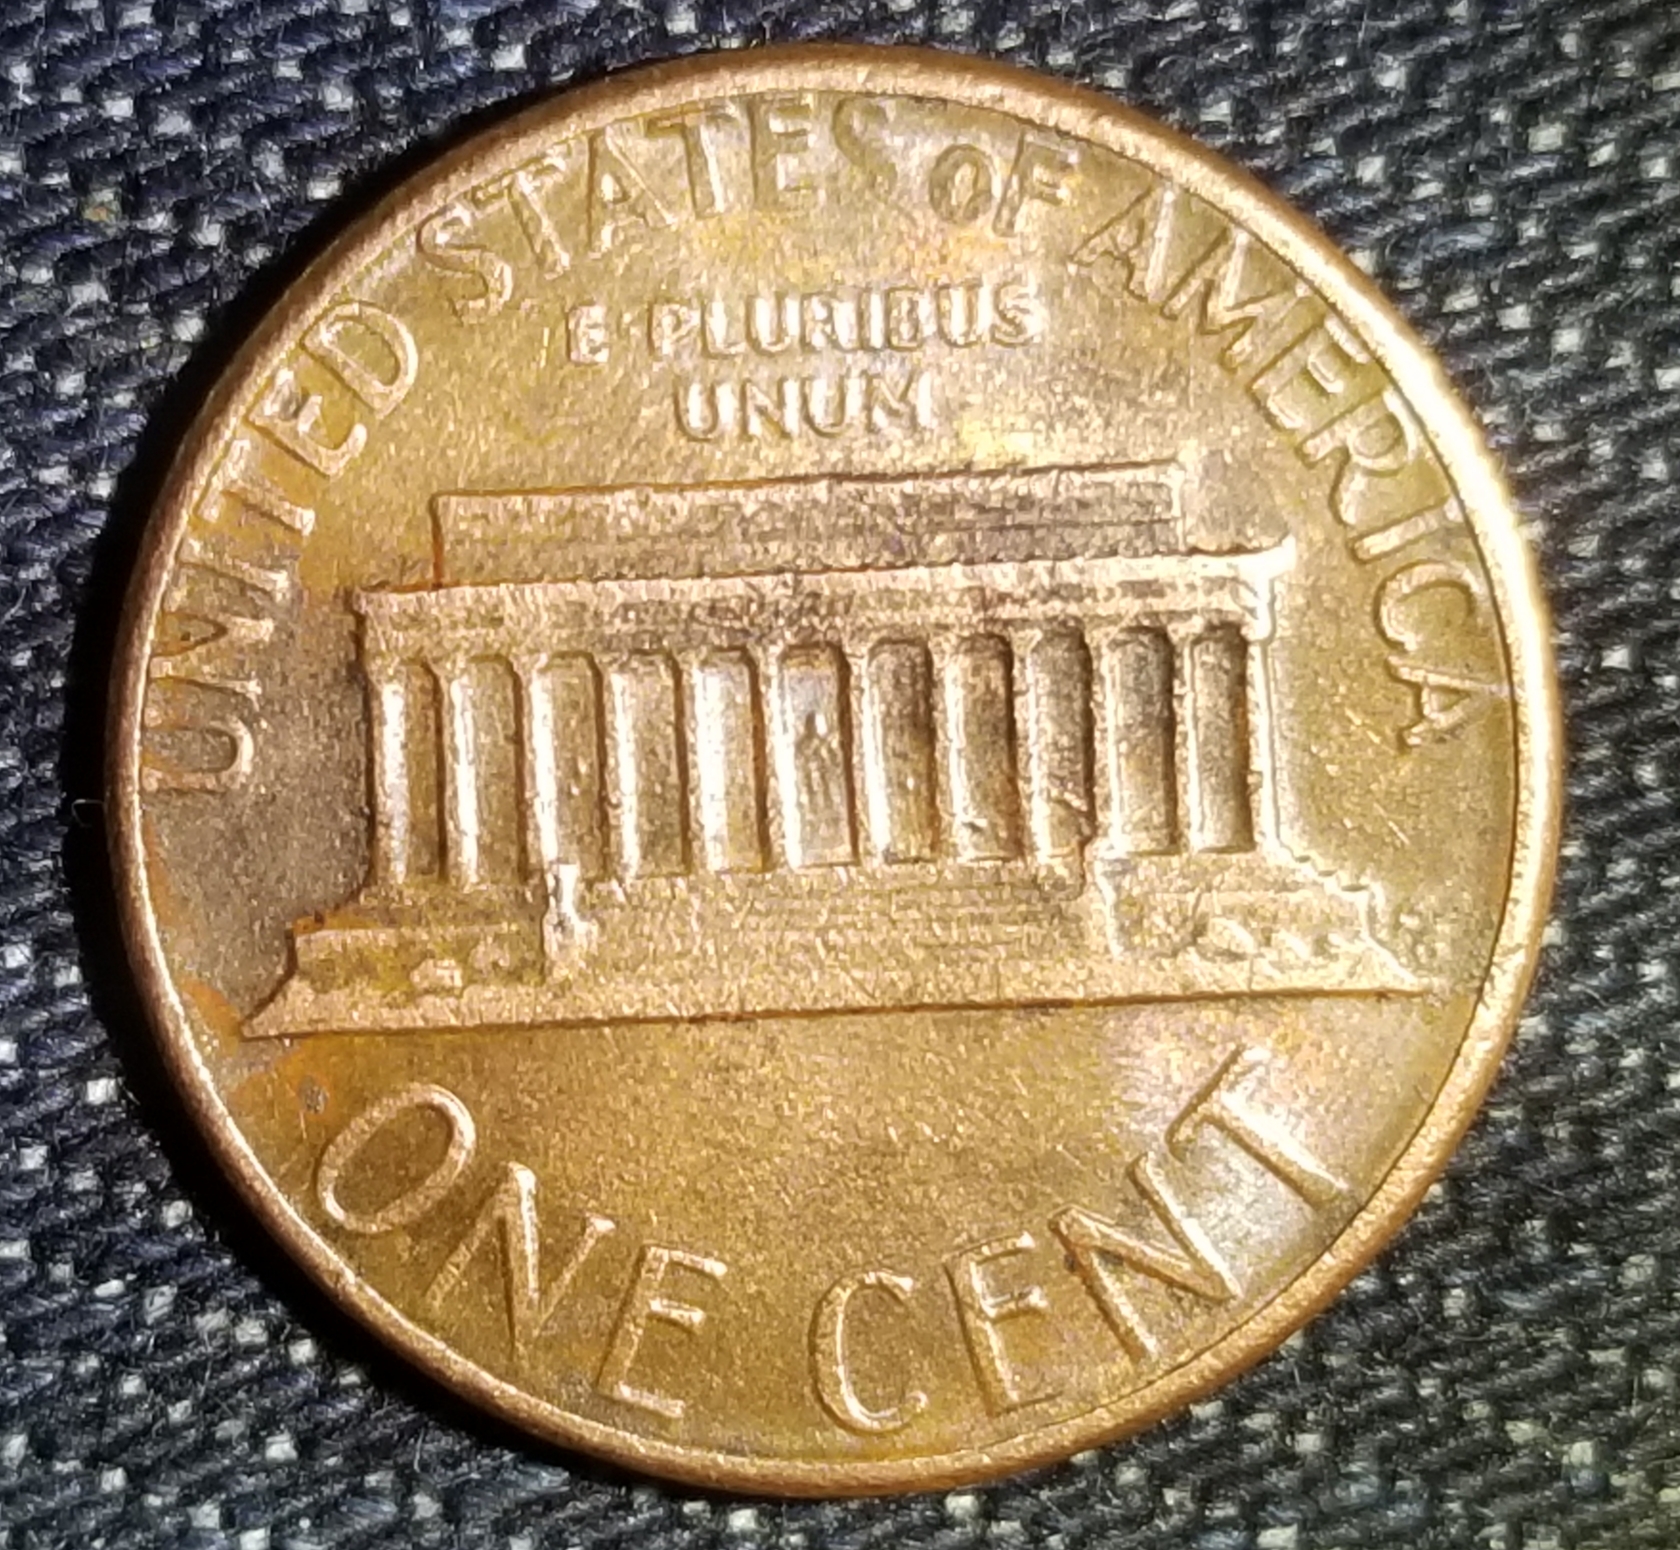 UNITED STATES OF AMERICA
E PLURIBUS
UNUM
ONE CENT